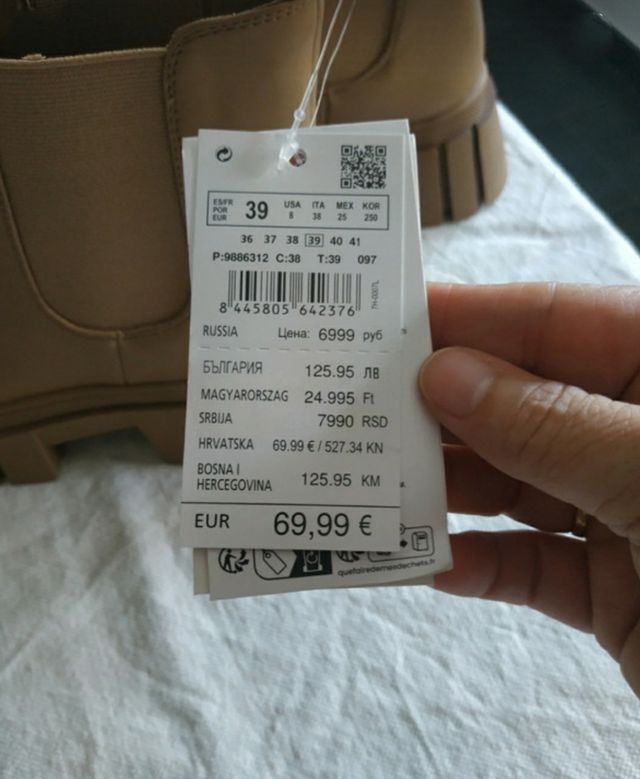 ES/FR POR EUR 39 USA 8 ITA 38 MEX 25 KOR 250
36 37 38 39 40 41
P:9886312 C:38 T:39 097
8 445805 642376
7H-0007L
RUSSIA Цена: 6999 руб
БЪЛГАРИЯ 125.95 ЛВ
MAGYARORSZAG 24.995 Ft
SRBIJA 7990 RSD
HRVATSKA 69.99 € / 527.34 KN
BOSNA I
HERCEGOVINA 125.95 KM
EUR 69,99 €
quefairedemesdechets.fr